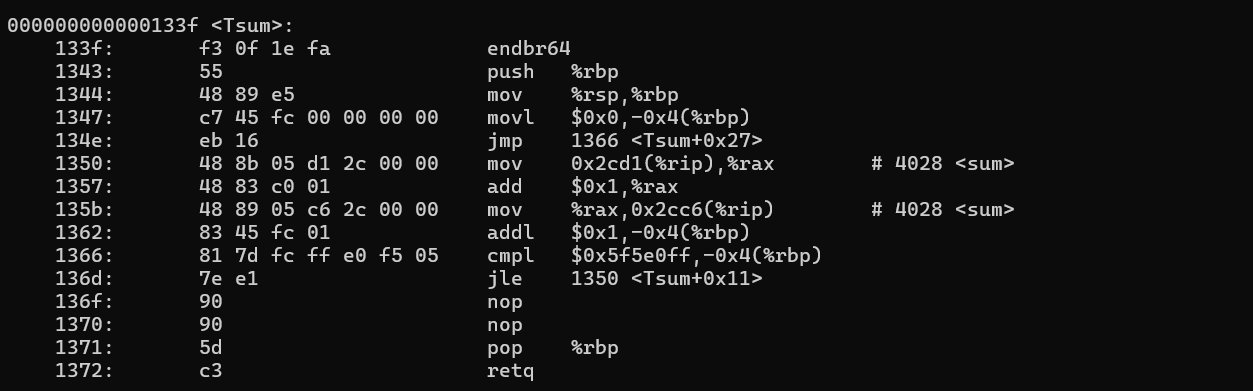 000000000000133f <Tsum>:
    133f:       f3 0f 1e fa             endbr64
    1343:       55                      push   %rbp
    1344:       48 89 e5                mov    %rsp,%rbp
    1347:       c7 45 fc 00 00 00 00    movl   $0x0,-0x4(%rbp)
    134e:       eb 16                   jmp    1366 <Tsum+0x27>
    1350:       48 8b 05 d1 2c 00 00    mov    0x2cd1(%rip),%rax        # 4028 <sum>
    1357:       48 83 c0 01             add    $0x1,%rax
    135b:       48 89 05 c6 2c 00 00    mov    %rax,0x2cc6(%rip)        # 4028 <sum>
    1362:       83 45 fc 01             addl   $0x1,-0x4(%rbp)
    1366:       81 7d fc ff e0 f5 05    cmpl   $0x5f5e0ff,-0x4(%rbp)
    136d:       7e e1                   jle    1350 <Tsum+0x11>
    136f:       90                      nop
    1370:       90                      nop
    1371:       5d                      pop    %rbp
    1372:       c3                      retq